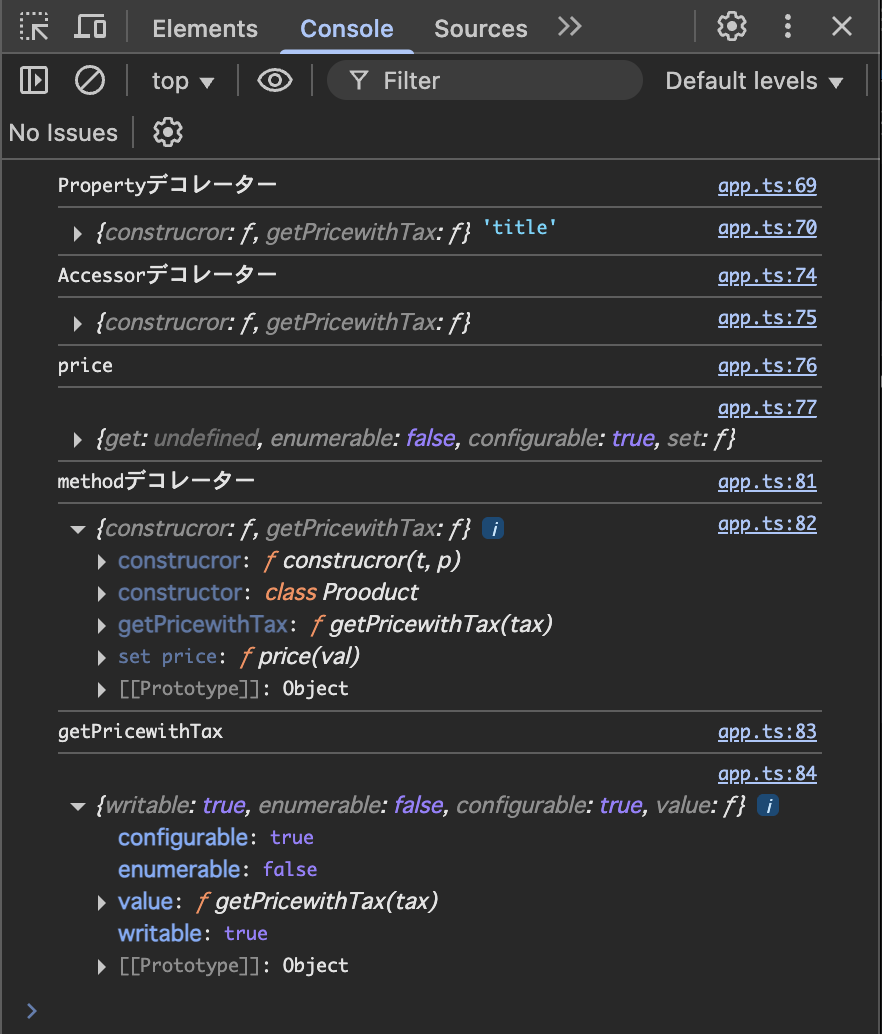 Elements Console Sources
top Filter Default levels
No Issues
Propertyデコレーター app.ts:69
{construcror: ƒ, getPricewithTax: ƒ} 'title' app.ts:70
Accessorデコレーター app.ts:74
{construcror: ƒ, getPricewithTax: ƒ} app.ts:75
price app.ts:76
app.ts:77
{get: undefined, enumerable: false, configurable: true, set: ƒ}
methodデコレーター app.ts:81
{construcror: ƒ, getPricewithTax: ƒ} i app.ts:82
construcror: ƒ construcror(t, p)
constructor: class Prooduct
getPricewithTax: ƒ getPricewithTax(tax)
set price: ƒ price(val)
[[Prototype]]: Object
getPricewithTax app.ts:83
app.ts:84
{writable: true, enumerable: false, configurable: true, value: ƒ} i
configurable: true
enumerable: false
value: ƒ getPricewithTax(tax)
writable: true
[[Prototype]]: Object